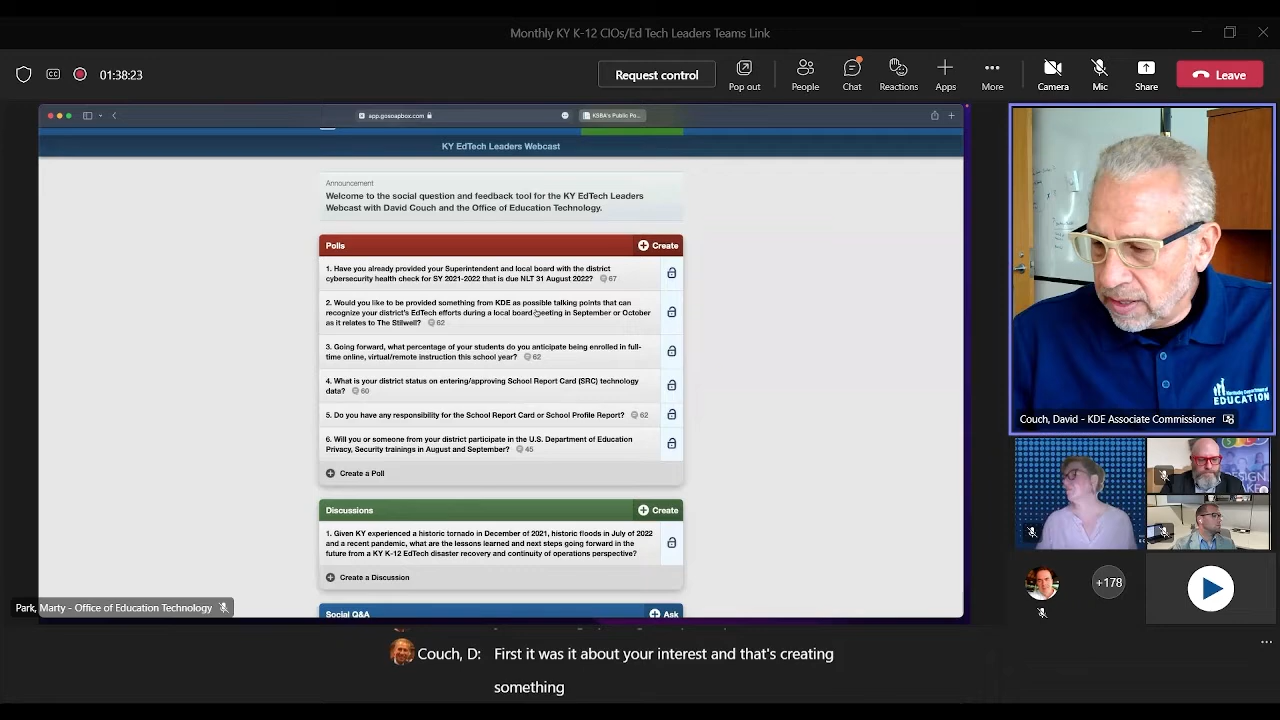 Monthly KY K-12 CIOs/Ed Tech Leaders Teams Link
CC
01:38:23
Request control
Pop out
People
Chat
Reactions
Apps
More
Camera
Mic
Share
Leave
app.gosoapbox.com
KSBA's Public Po...
KY EdTech Leaders Webcast
Announcement
Welcome to the social question and feedback tool for the KY EdTech Leaders
Webcast with David Couch and the Office of Education Technology.
Polls
Create
1. Have you already provided your Superintendent and local board with the district
cybersecurity health check for SY 2021-2022 that is due NLT 31 August 2022? 67
2. Would you like to be provided something from KDE as possible talking points that can
recognize your district's EdTech efforts during a local board meeting in September or October
as it relates to The Stilwell? 62
3. Going forward, what percentage of your students do you anticipate being enrolled in full-
time online, virtual/remote instruction this school year? 62
4. What is your district status on entering/approving School Report Card (SRC) technology
data? 60
5. Do you have any responsibility for the School Report Card or School Profile Report? 62
6. Will you or someone from your district participate in the U.S. Department of Education
Privacy, Security trainings in August and September? 45
Create a Poll
Discussions
Create
1. Given KY experienced a historic tornado in December of 2021, historic floods in July of 2022
and a recent pandemic, what are the lessons learned and next steps going forward in the
future from a KY K-12 EdTech disaster recovery and continuity of operations perspective?
Create a Discussion
Social Q&A
Ask
Park, Marty - Office of Education Technology
EDUCATION
Couch, David - KDE Associate Commissioner
+178
Couch, D: First it was it about your interest and that's creating
something